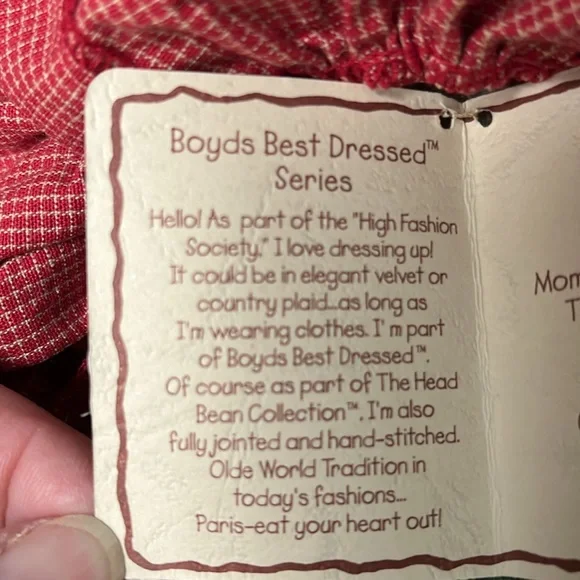 Boyds Best Dressed™
Series
Hello! As part of the "High Fashion
Society," I love dressing up!
It could be in elegant velvet or
country plaid...as long as
I'm wearing clothes. I'm part
of Boyds Best Dressed™.
Of course as part of The Head
Bean Collection™, I'm also
fully jointed and hand-stitched.
Olde World Tradition in
today's fashions...
Paris-eat your heart out!